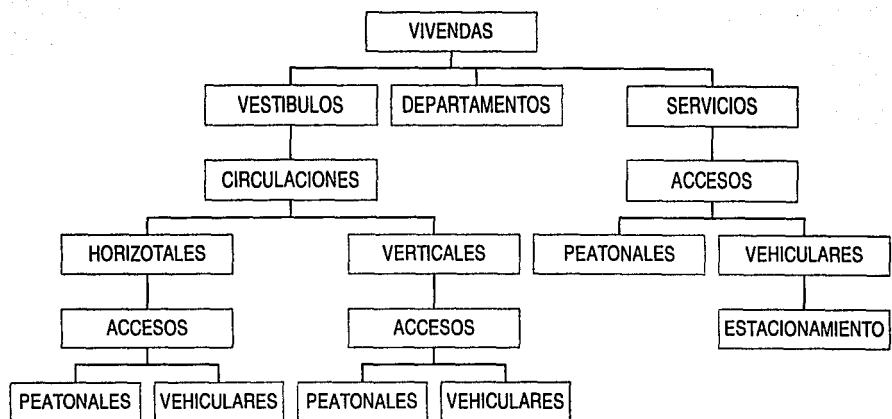 VIVENDAS
VESTIBULOS
DEPARTAMENTOS
SERVICIOS
CIRCULACIONES
ACCESOS
HORIZOTALES
VERTICALES
PEATONALES
VEHICULARES
ACCESOS
ACCESOS
ESTACIONAMIENTO
PEATONALES
VEHICULARES
PEATONALES
VEHICULARES